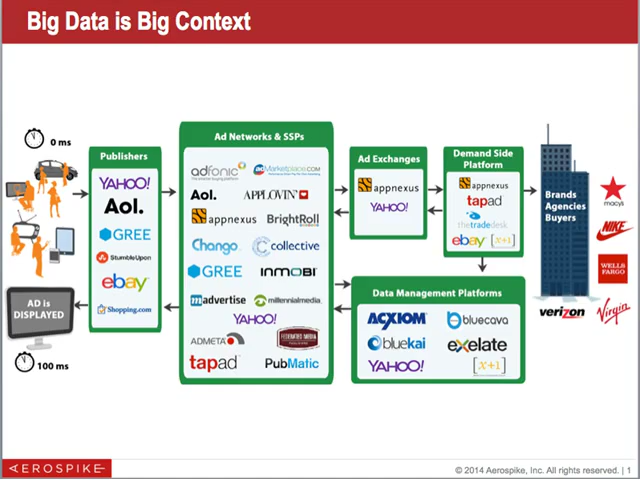 Big Data is Big Context
0 ms
Publishers
YAHOO!
Aol.
GREE
StumbleUpon
ebay
Shopping.com
Ad Networks & SSPs
adfonic
adMarketplace.com
Aol.
APPLOVIN
appnexus
BrightRoll
Chango
collective
GREE
INMOBI
madvertise
millennialmedia
YAHOO!
ADMETA
FEDERATED MEDIA
tapad
PubMatic
Ad Exchanges
appnexus
YAHOO!
Demand Side
Platform
appnexus
tapad
thetradedesk
ebay [x+1]
Data Management Platforms
ACXIOM
bluecava
bluekai
eXelate
YAHOO!
[x+1]
Brands
Agencies
Buyers
macys
NIKE
WELLS
FARGO
verizon
Virgin
AD is
DISPLAYED
100 ms
AEROSPIKE
© 2014 Aerospike, Inc. All rights reserved. | 1